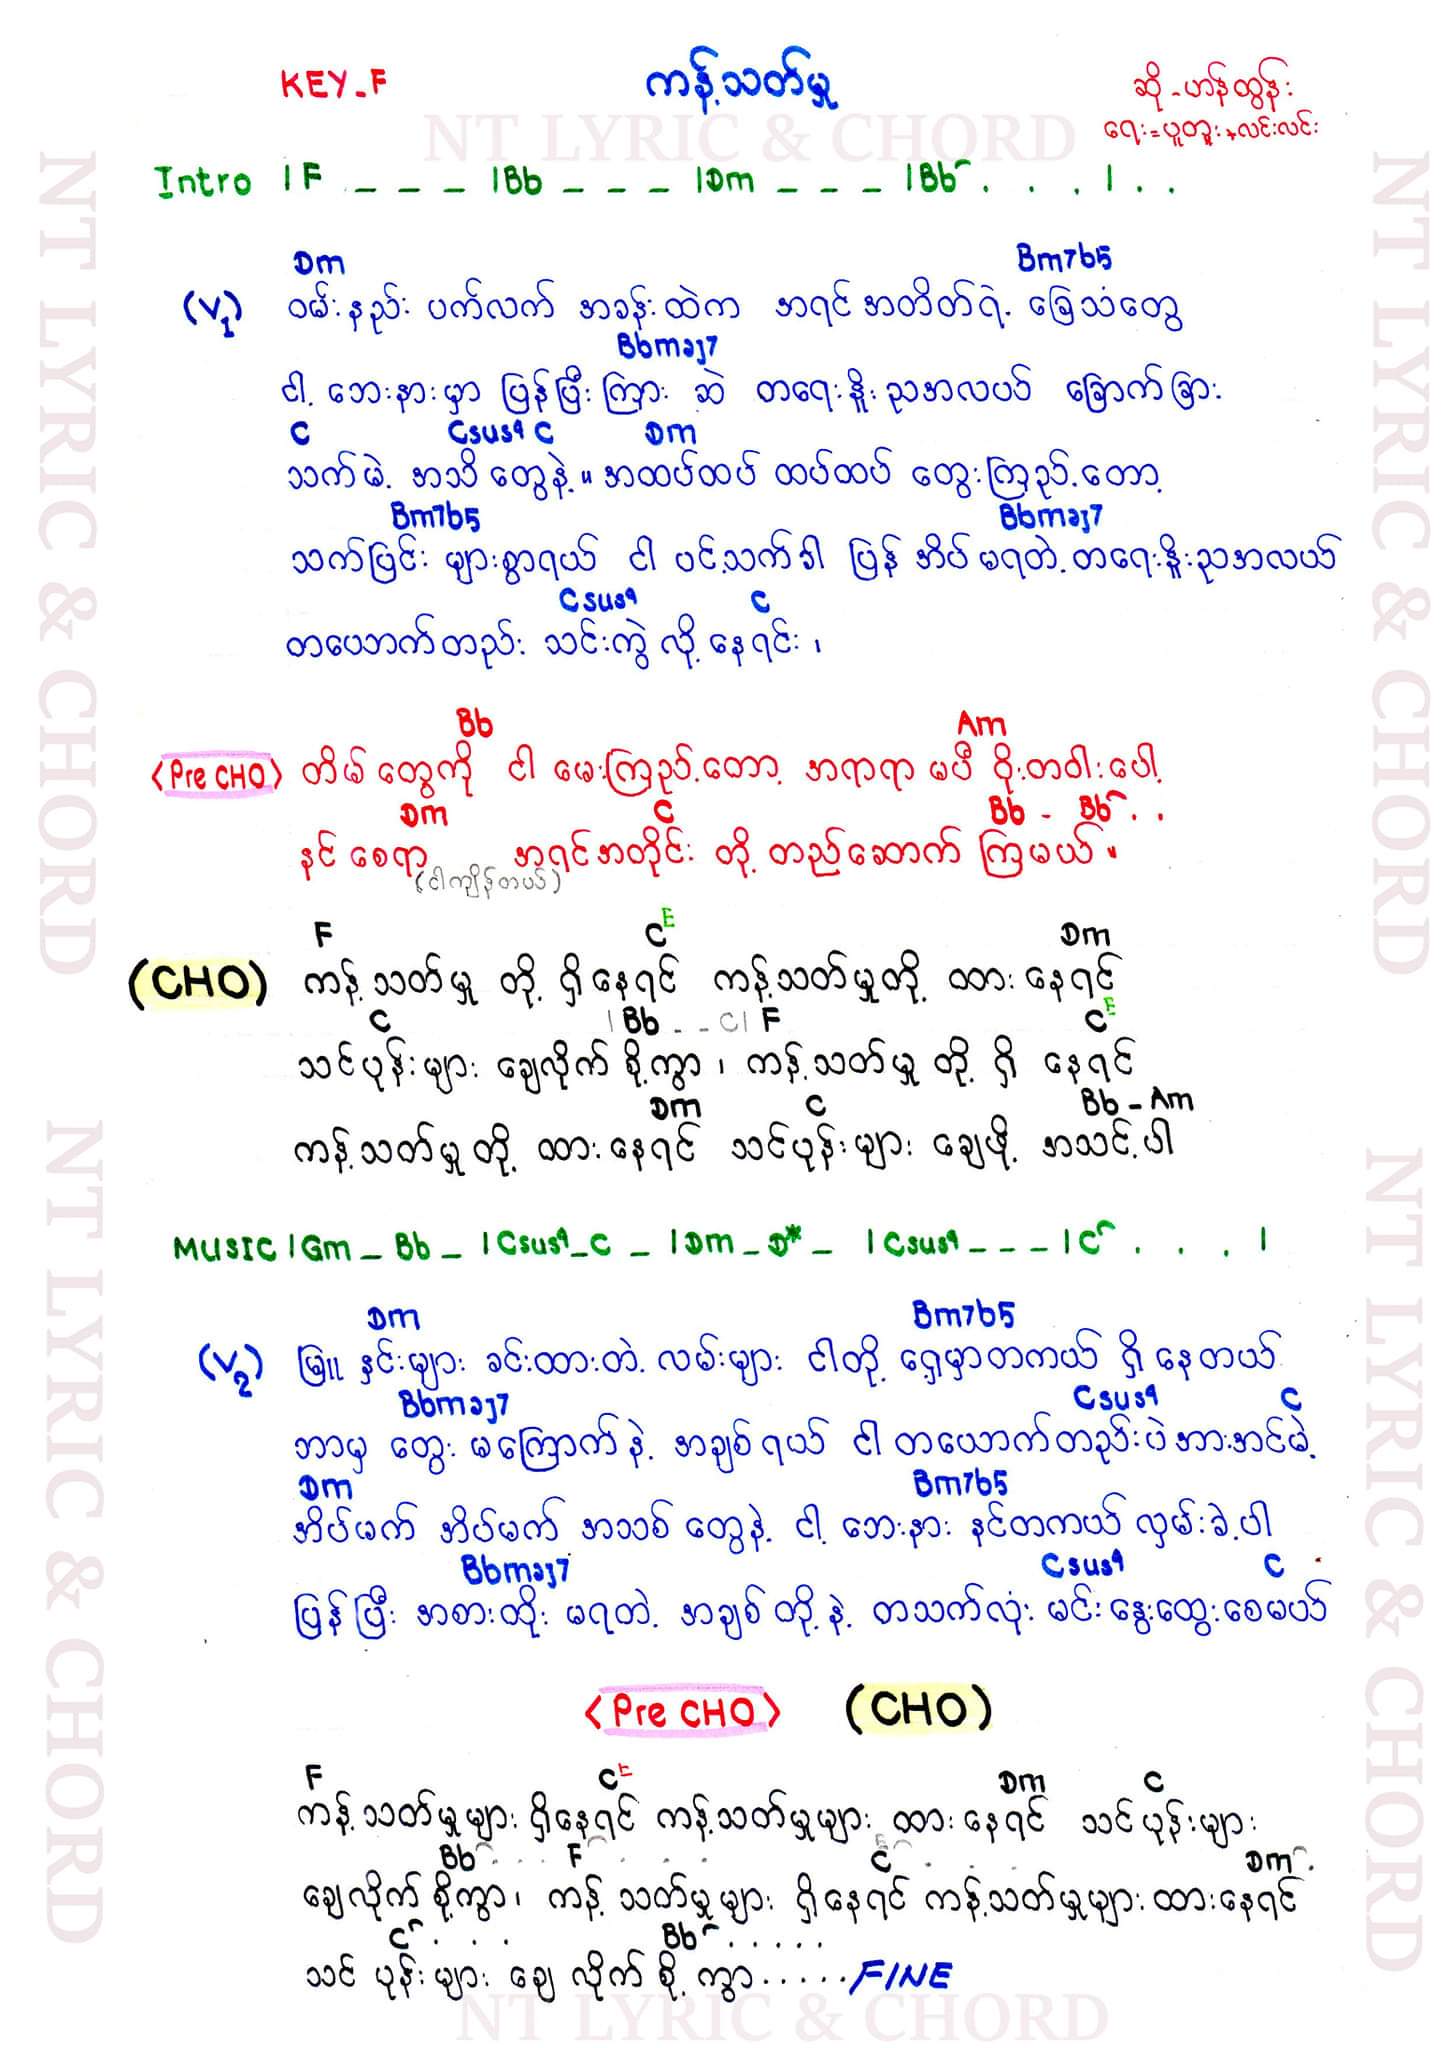 KEY-F
ကန့်သတ်မှု
ဆို - ဟန်ထွန်း
ရေး = ပူတူး + လင်းလင်း
NT LYRIC & CHORD
Intro | F _ _ _ | Bb _ _ _ | Dm _ _ _ | Bb . . . | . .
Dm Bm7b5
(V1) ဝမ်းနည်း ပက်လက် အခန်းထဲက အရင်အတိတ်ရဲ့ ခြေသံတွေ
Bbmaj7
ငါ့ ဘေးနားမှာ ပြန်ပြီးကြား ဆဲ တရေးနိုးညအလယ် ခြောက်ခြား
C Csus4 C Dm
သက်မဲ့ အသိ တွေနဲ့။ အထပ်ထပ် ထပ်ထပ် တွေးကြည့်တော့
Bm7b5 Bbmaj7
သက်ပြင်း များစွာရယ် ငါ ပင့်သက်ခါ ပြန် အိပ် မရတဲ့ တရေးနိုးညအလယ်
Csus4 C
တယောက်တည်း သင်းကွဲ လို့ နေရင်း ၊
Bb Am
<Pre CHO> တိမ် တွေကို ငါ မေးကြည့်တော့ အရာရာ မပီ ဝိုးတဝါးပေါ့
Dm C Bb - Bb . .
နင် စေရာ (ငါကျိန်တယ်) အရင်အတိုင်း တို့ တည်ဆောက် ကြမယ်။
F C E Dm
(CHO) ကန့်သတ်မှု တို့ ရှိနေရင် ကန့်သတ်မှုတို့ ထားနေရင်
C | Bb _ _ C | F C E
သင်ပုန်းများ ချေလိုက် စို့ကွာ ၊ ကန့်သတ်မှု တို့ ရှိ နေရင်
Dm C Bb - Am
ကန့်သတ်မှုတို့ ထားနေရင် သင်ပုန်းများ ချေဖို့ အသင့်ပါ
MUSIC | Gm _ Bb _ | Csus4 _ C _ | Dm _ D* _ | Csus4 _ _ _ | C . . . |
Dm Bm7b5
(V2) မြူ နှင်းများ ခင်းထားတဲ့ လမ်းများ ငါတို့ ရှေ့မှာတကယ် ရှိ နေတယ်
Bbmaj7 Csus4 C
ဘာမှ တွေး မကြောက်နဲ့ အချစ်ရယ် ငါ တယောက်တည်းပဲ အားအင်မဲ့
Dm Bm7b5
အိပ်မက် အိပ်မက် အသစ် တွေနဲ့ ငါ့ ဘေးနား နင်တကယ် လှမ်းခဲ့ပါ
Bbmaj7 Csus4 C
ပြန်ပြီး အစားထိုး မရတဲ့ အချစ် တို့နဲ့ တသက်လုံး မင်းနွေးထွေးစေမယ်
<Pre CHO> (CHO)
F C E Dm C
ကန့်သတ်မှုများ ရှိနေရင် ကန့်သတ်မှုများ ထားနေရင် သင်ပုန်းများ
Bb F C E Dm .
ချေလိုက် စို့ကွာ၊ ကန့်သတ်မှုများ ရှိနေရင် ကန့်သတ်မှုများ ထားနေရင်
C . . . Bb . . . . .
သင် ပုန်းများ ချေ လိုက် စို့ ကွာ ..... FINE
NT LYRIC & CHORD
NT LYRIC & CHORD
NT LYRIC & CHORD
NT LYRIC & CHORD
NT LYRIC & CHORD